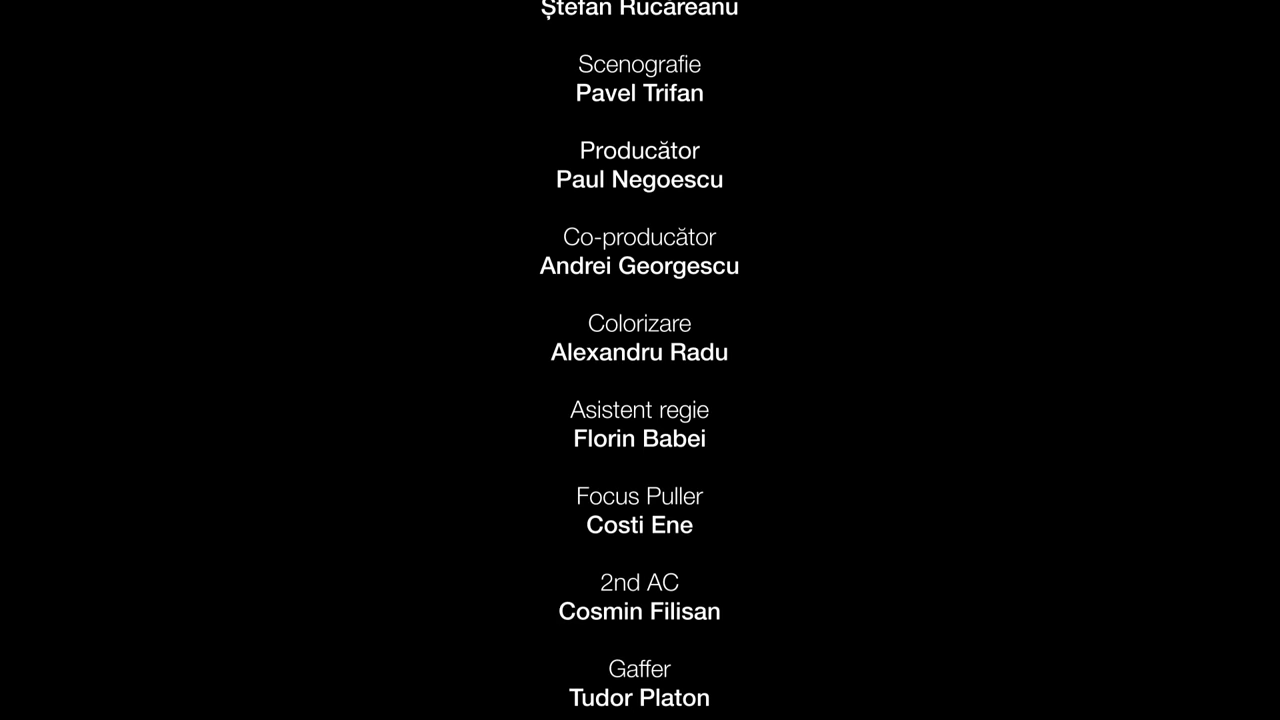 Ștefan Rucăreanu
Scenografie
Pavel Trifan
Producător
Paul Negoescu
Co-producător
Andrei Georgescu
Colorizare
Alexandru Radu
Asistent regie
Florin Babei
Focus Puller
Costi Ene
2nd AC
Cosmin Filisan
Gaffer
Tudor Platon